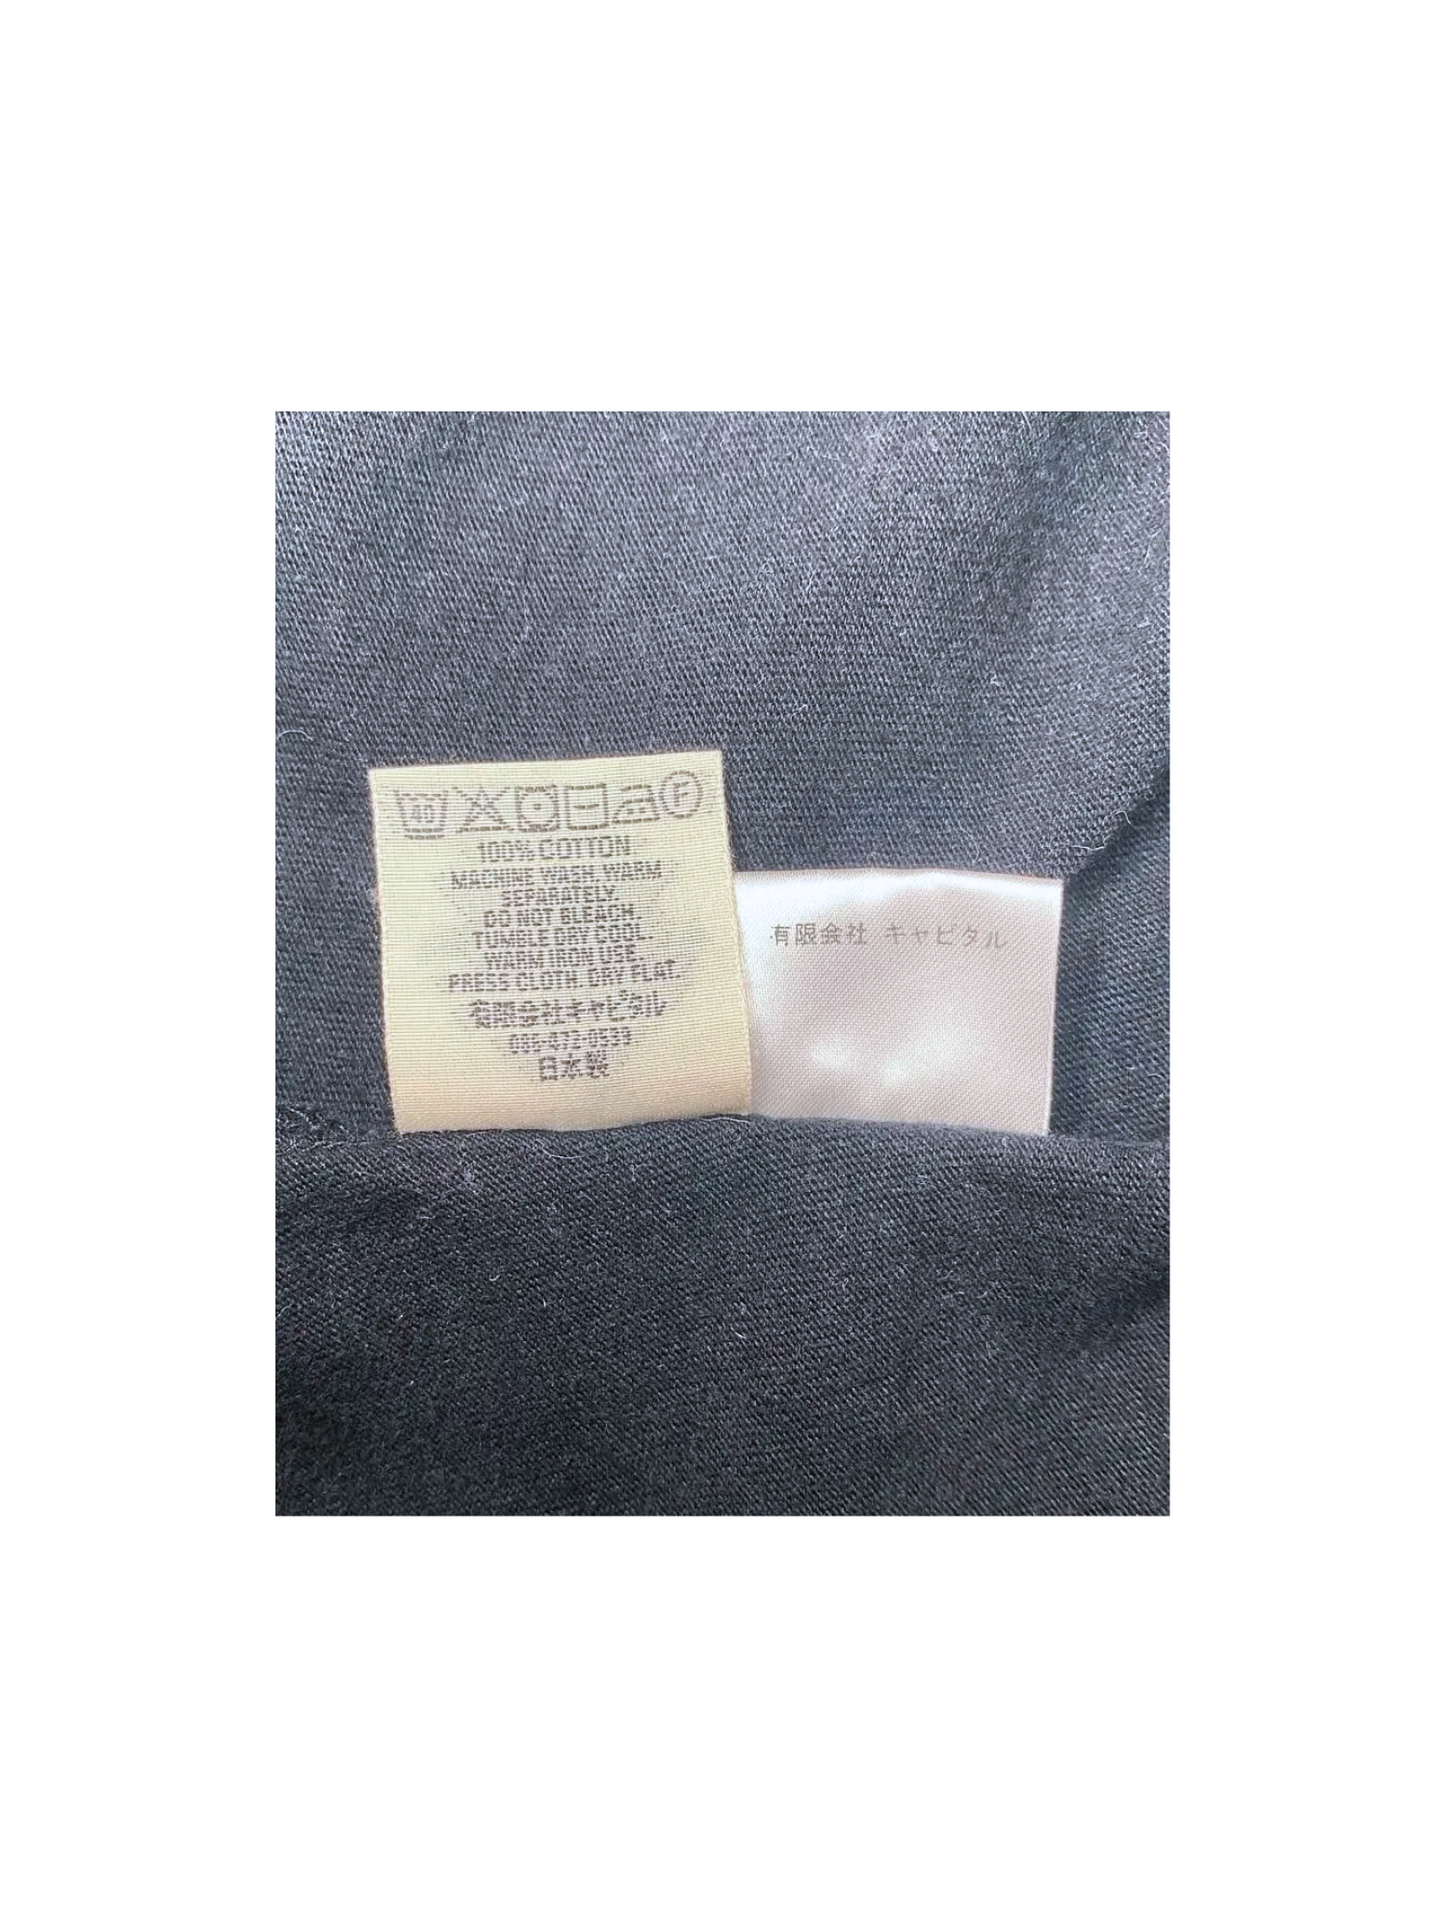 40 F
100% COTTON.
MACHINE WASH, WARM
SEPARATELY.
DO NOT BLEACH.
TUMBLE DRY COOL.
WARM IRON USE.
PRESS CLOTH. DRY FLAT.
有限会社キャピタル
日本製
有限会社 キャピタル